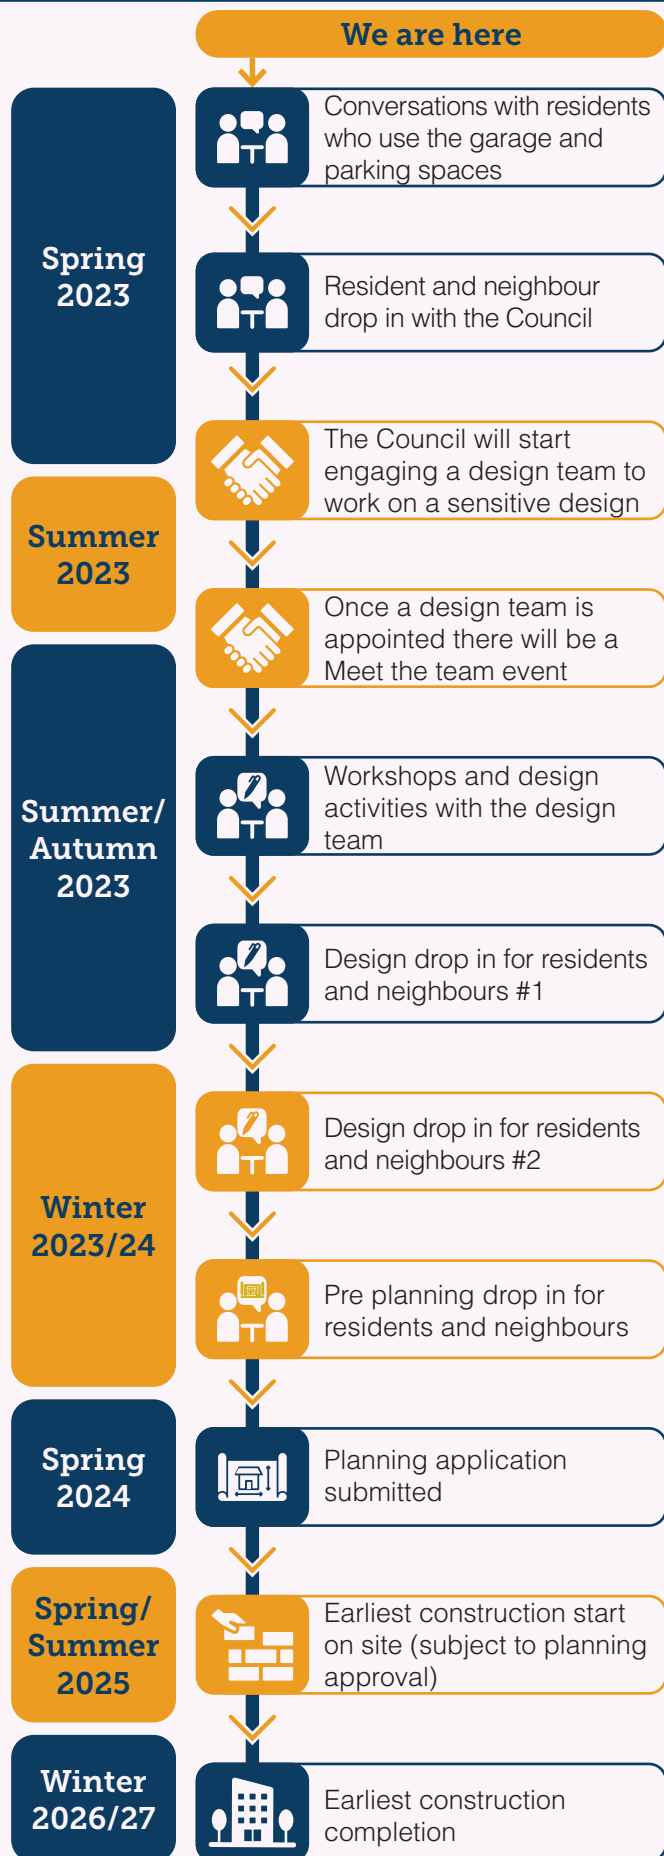 We are here
Spring
2023
Conversations with residents
who use the garage and
parking spaces
Resident and neighbour
drop in with the Council
The Council will start
engaging a design team to
work on a sensitive design
Summer
2023
Once a design team is
appointed there will be a
Meet the team event
Summer/
Autumn
2023
Workshops and design
activities with the design
team
Design drop in for residents
and neighbours #1
Winter
2023/24
Design drop in for residents
and neighbours #2
Pre planning drop in for
residents and neighbours
Spring
2024
Planning application
submitted
Spring/
Summer
2025
Earliest construction start
on site (subject to planning
approval)
Winter
2026/27
Earliest construction
completion